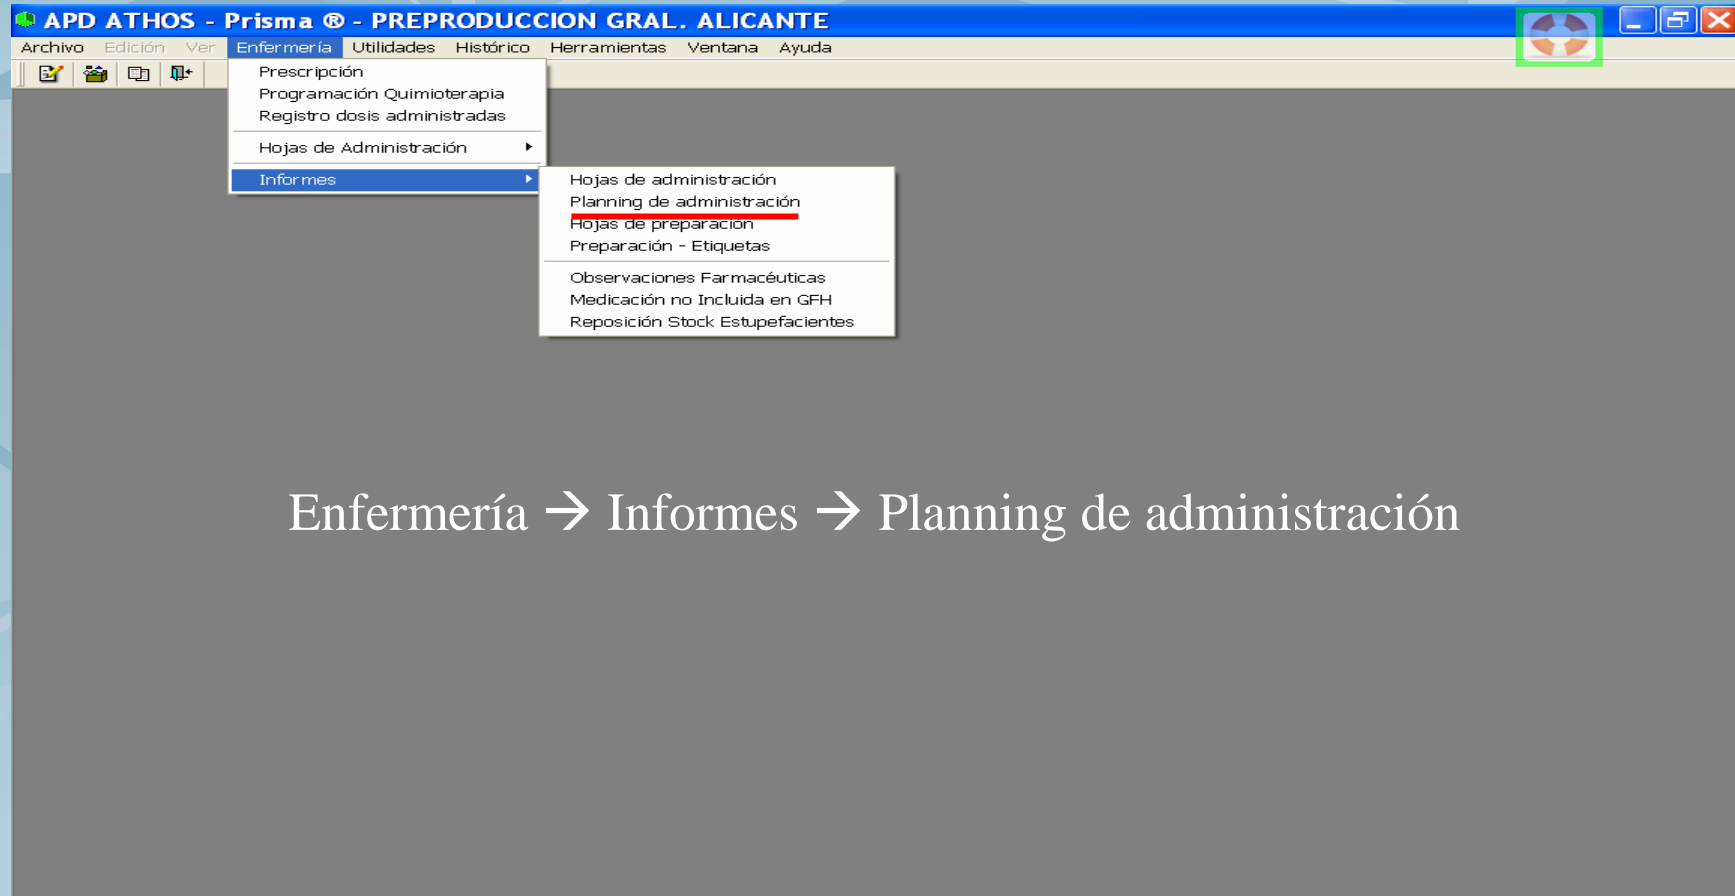 APD ATHOS - Prisma ® - PREPRODUCCION GRAL. ALICANTE
Archivo Edición Ver Enfermería Utilidades Histórico Herramientas Ventana Ayuda
Prescripción
Programación Quimioterapia
Registro dosis administradas
Hojas de Administración
Informes
Hojas de administración
Planning de administración
Hojas de preparación
Preparación - Etiquetas
Observaciones Farmacéuticas
Medicación no Incluida en GFH
Reposición Stock Estupefacientes
Enfermería → Informes → Planning de administración